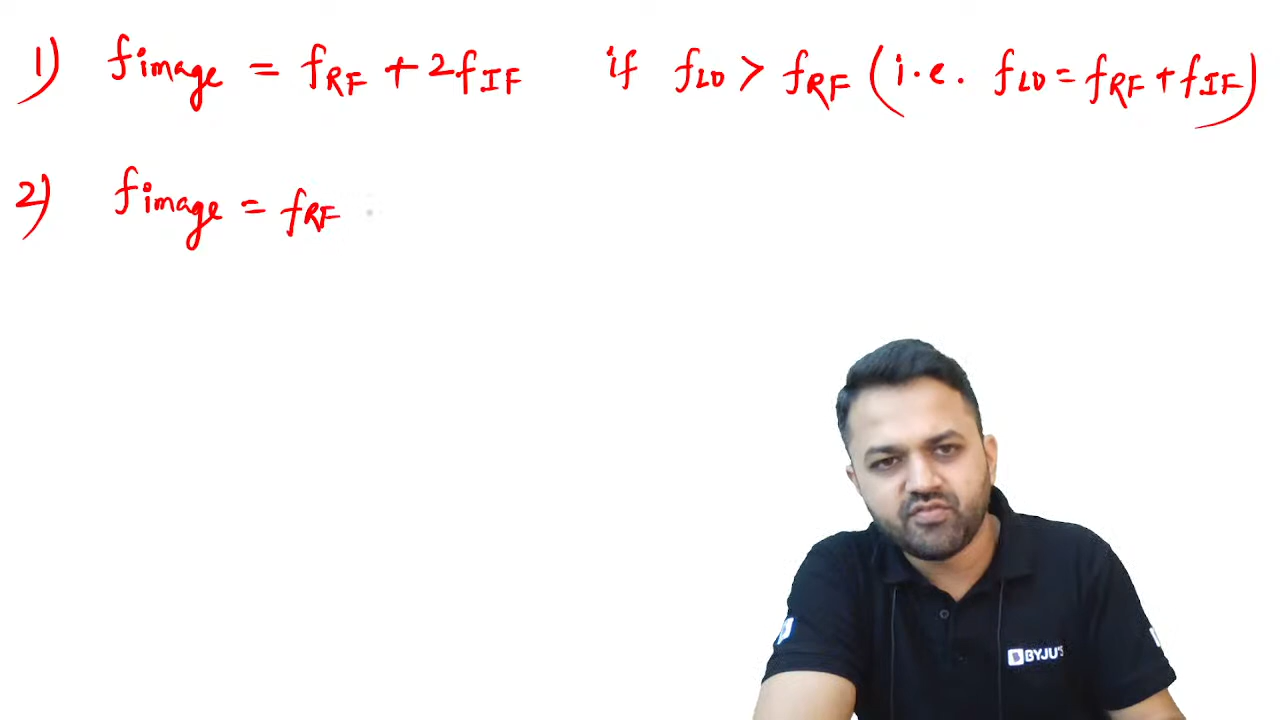 1) fimage = fRF + 2fIF if fLO > fRF (i.e. fLO = fRF + fIF)
2) fimage = fRF
BYJU'S